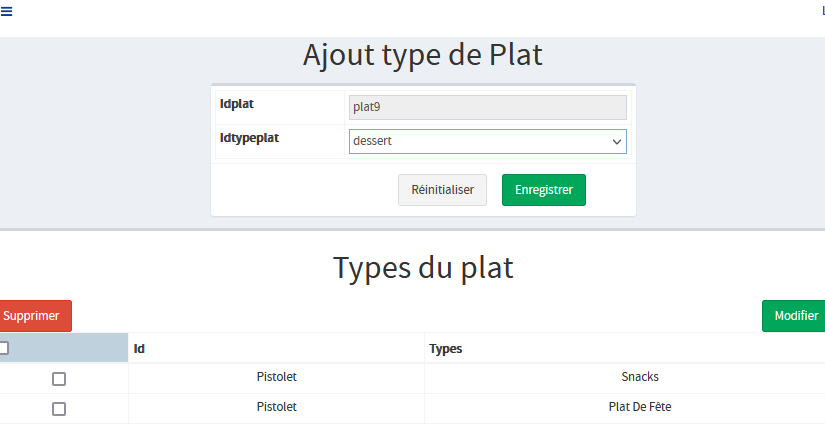 Ajout type de Plat
Idplat plat9
Idtypeplat dessert
Réinitialiser Enregistrer
Types du plat
Supprimer Modifier
Id Types
Pistolet Snacks
Pistolet Plat De Fête